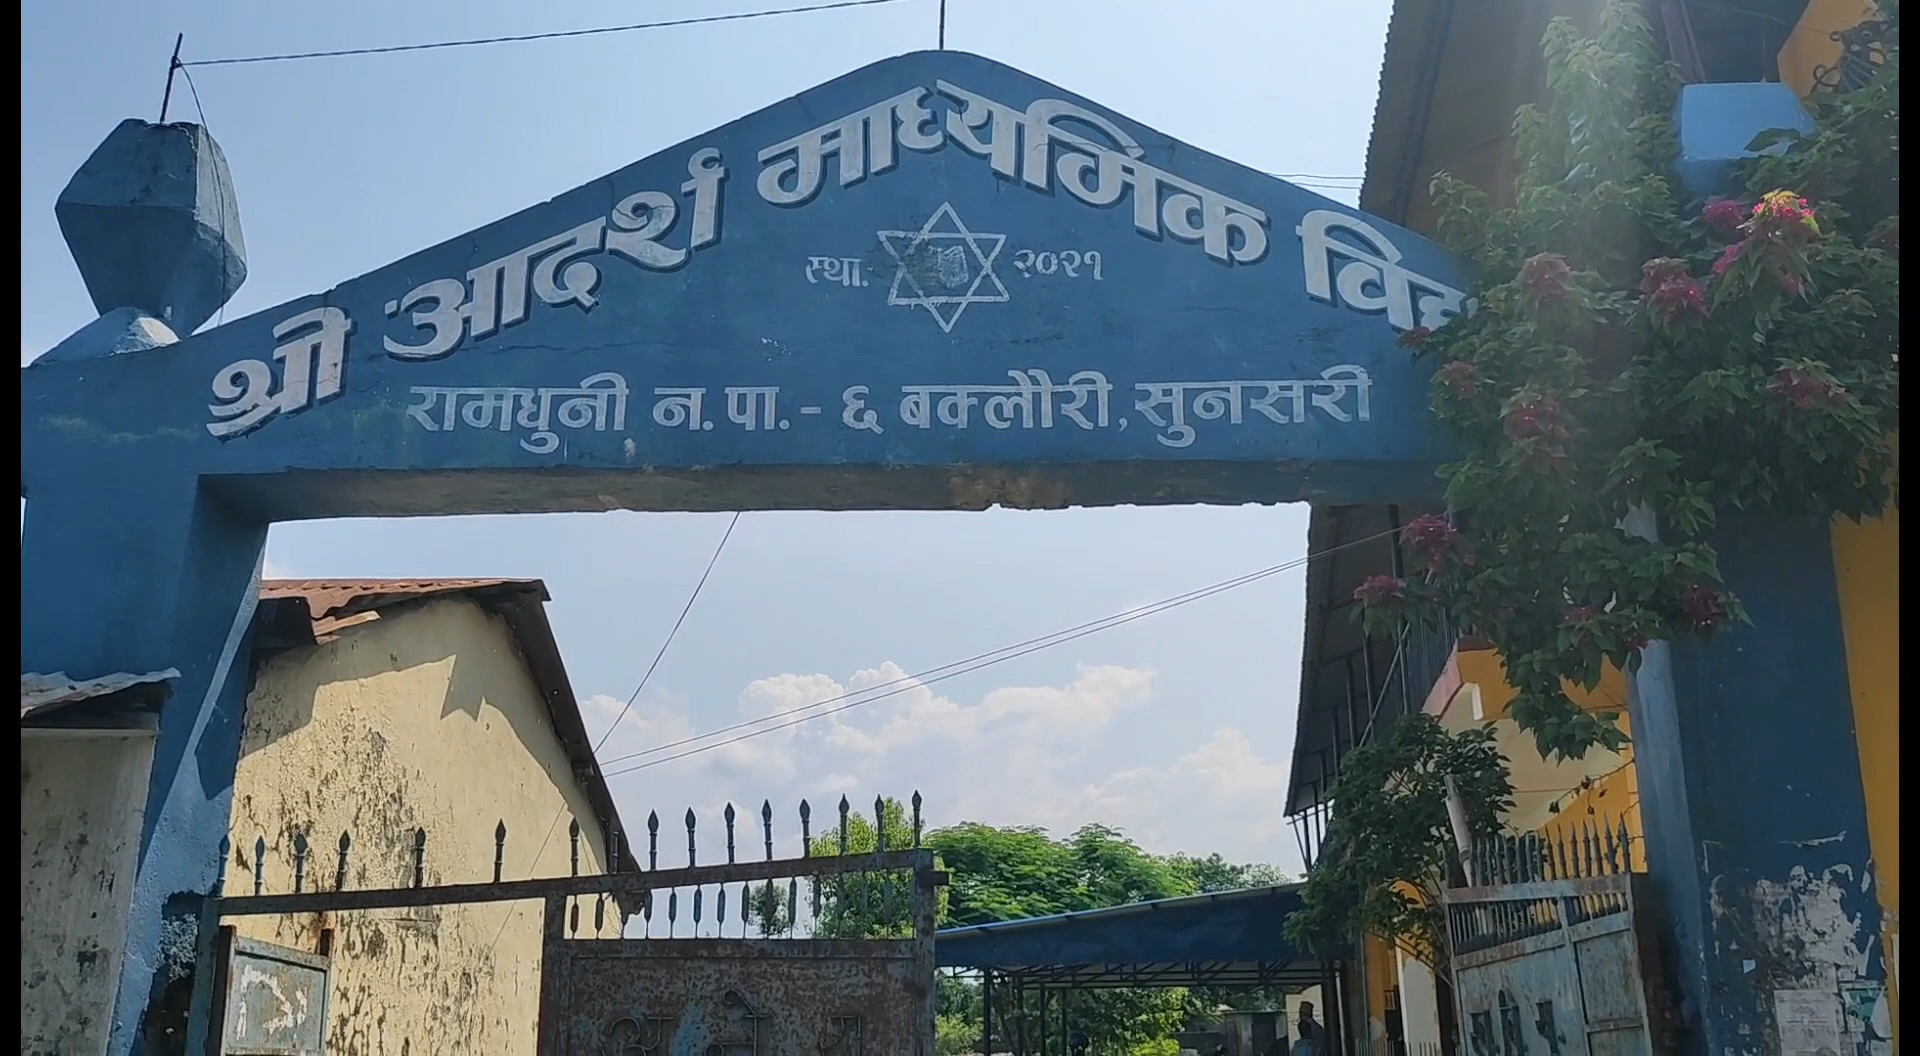 श्री आदर्श माध्यमिक विद्य
स्था. २०२१
रामधुनी न.पा.- ६ बक्लौरी, सुनसरी